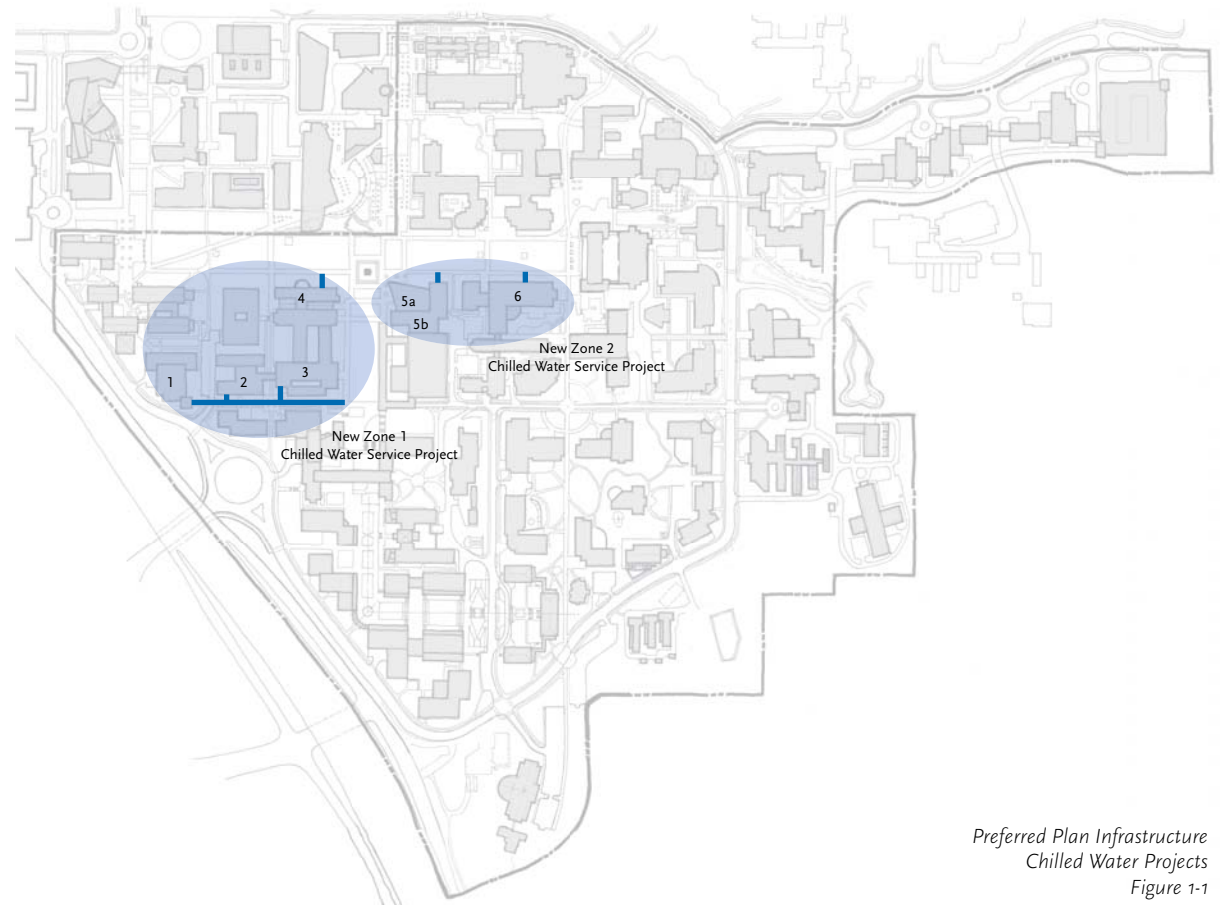 4
5a
6
5b
New Zone 2
Chilled Water Service Project
1
2
3
New Zone 1
Chilled Water Service Project
Preferred Plan Infrastructure
Chilled Water Projects
Figure 1-1